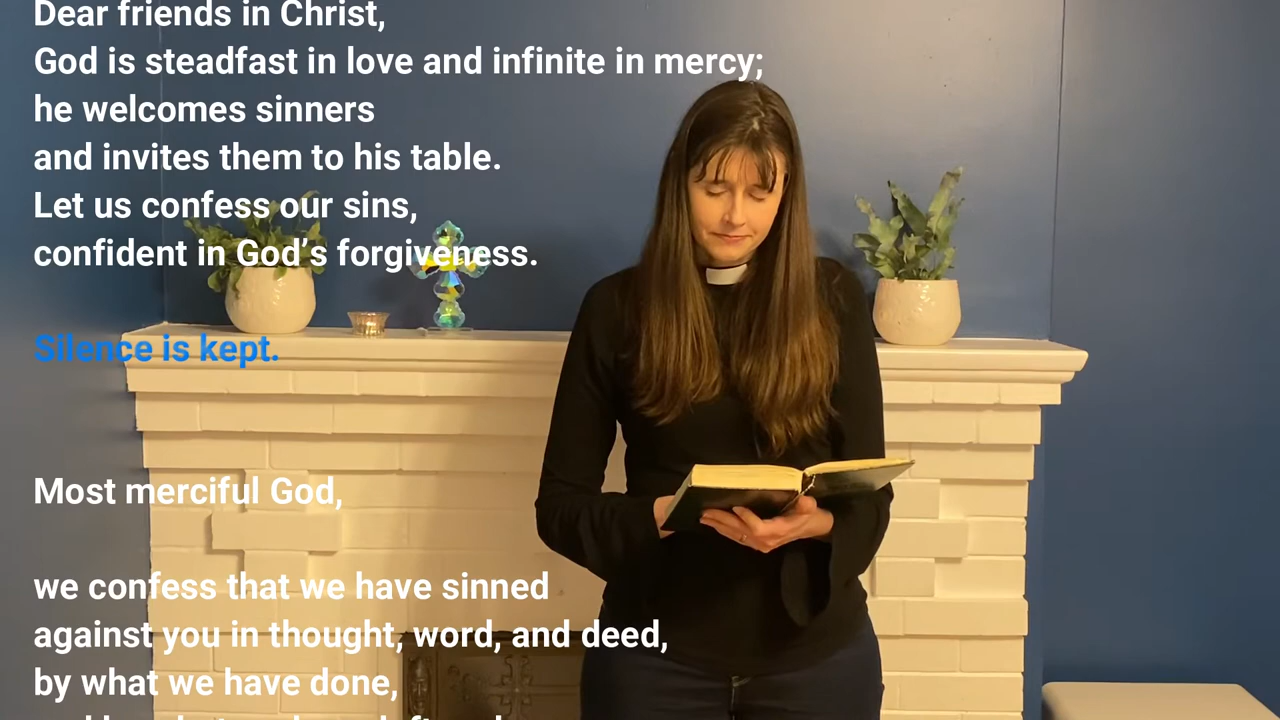 Dear friends in Christ,
God is steadfast in love and infinite in mercy;
he welcomes sinners
and invites them to his table.
Let us confess our sins,
confident in God’s forgiveness.
Silence is kept.
Most merciful God,
we confess that we have sinned
against you in thought, word, and deed,
by what we have done,